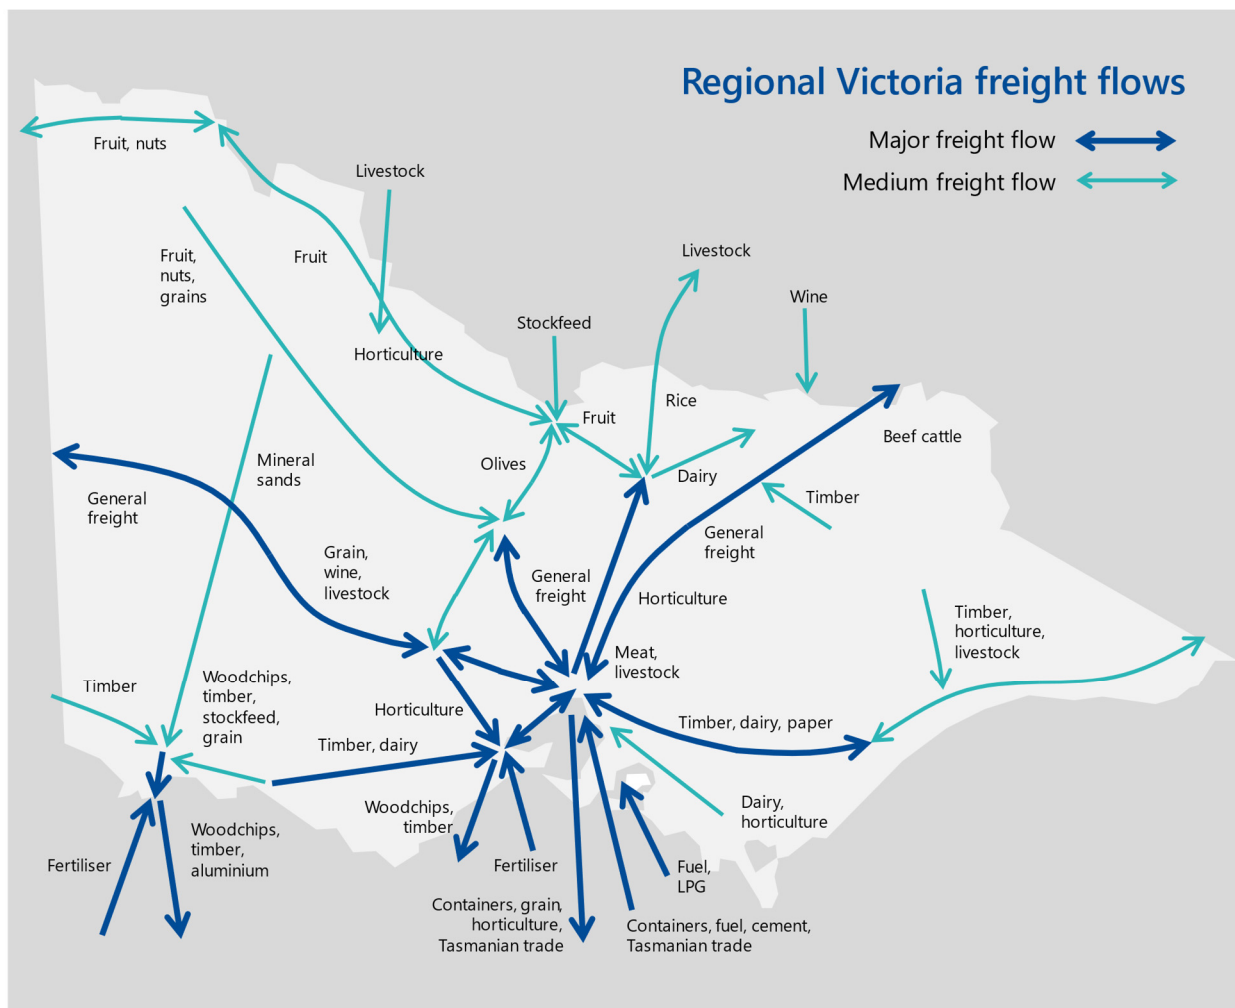 Regional Victoria freight flows
Major freight flow
Medium freight flow
Fruit, nuts
Livestock
Fruit,
nuts,
grains
Fruit
Livestock
Wine
Stockfeed
Horticulture
Fruit
Rice
Beef cattle
Mineral
sands
Olives
Dairy
Timber
General
freight
General
freight
Grain,
wine,
livestock
General
freight
Horticulture
Timber,
horticulture,
livestock
Meat,
livestock
Timber
Woodchips,
timber,
stockfeed,
grain
Horticulture
Timber, dairy, paper
Timber, dairy
Woodchips,
timber
Dairy,
horticulture
Woodchips,
timber,
aluminium
Fertiliser
Fertiliser
Fuel,
LPG
Containers, grain,
horticulture,
Tasmanian trade
Containers, fuel, cement,
Tasmanian trade